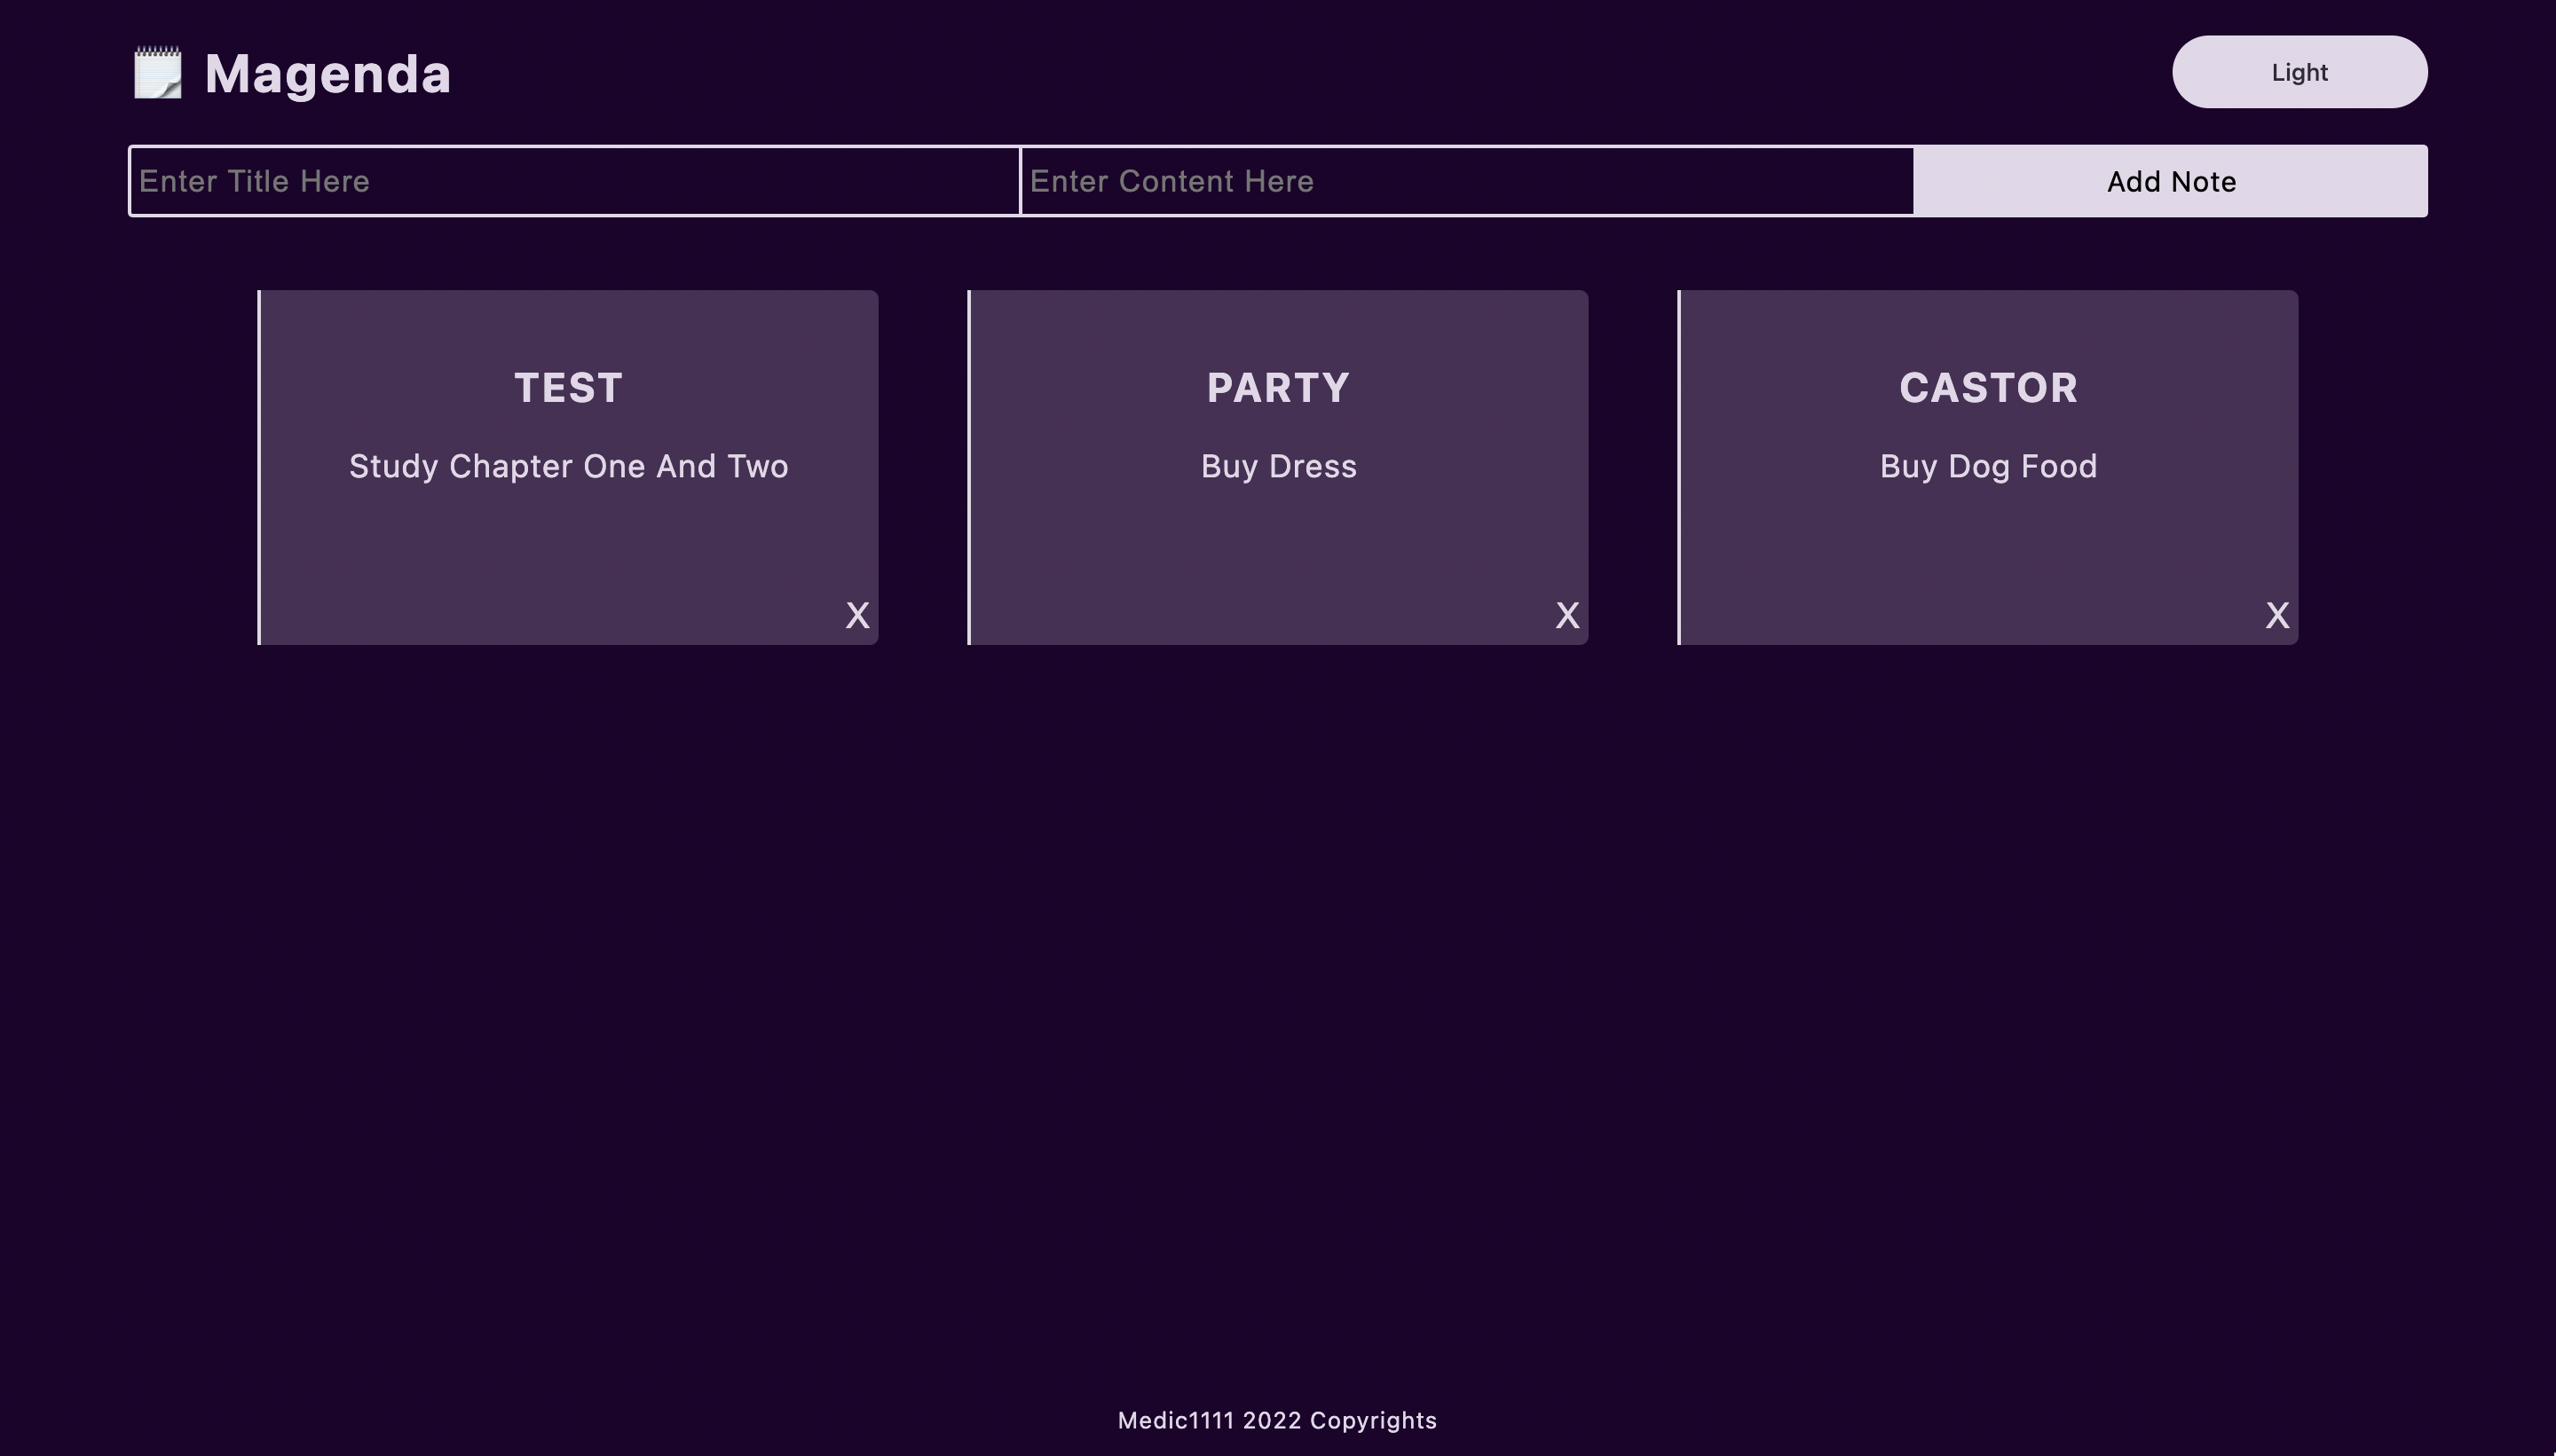 Magenda
Light
Enter Title Here
Enter Content Here
Add Note
TEST
Study Chapter One And Two
X
PARTY
Buy Dress
X
CASTOR
Buy Dog Food
X
Medic1111 2022 Copyrights